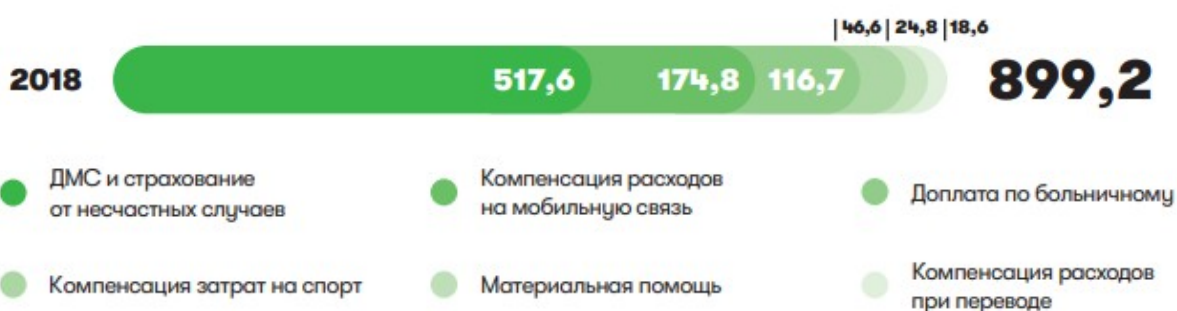 | 46,6 | 24,8 | 18,6
2018 517,6 174,8 116,7 899,2
ДМС и страхование
от несчастных случаев
Компенсация расходов
на мобильную связь
Доплата по больничному
Компенсация затрат на спорт
Материальная помощь
Компенсация расходов
при переводе